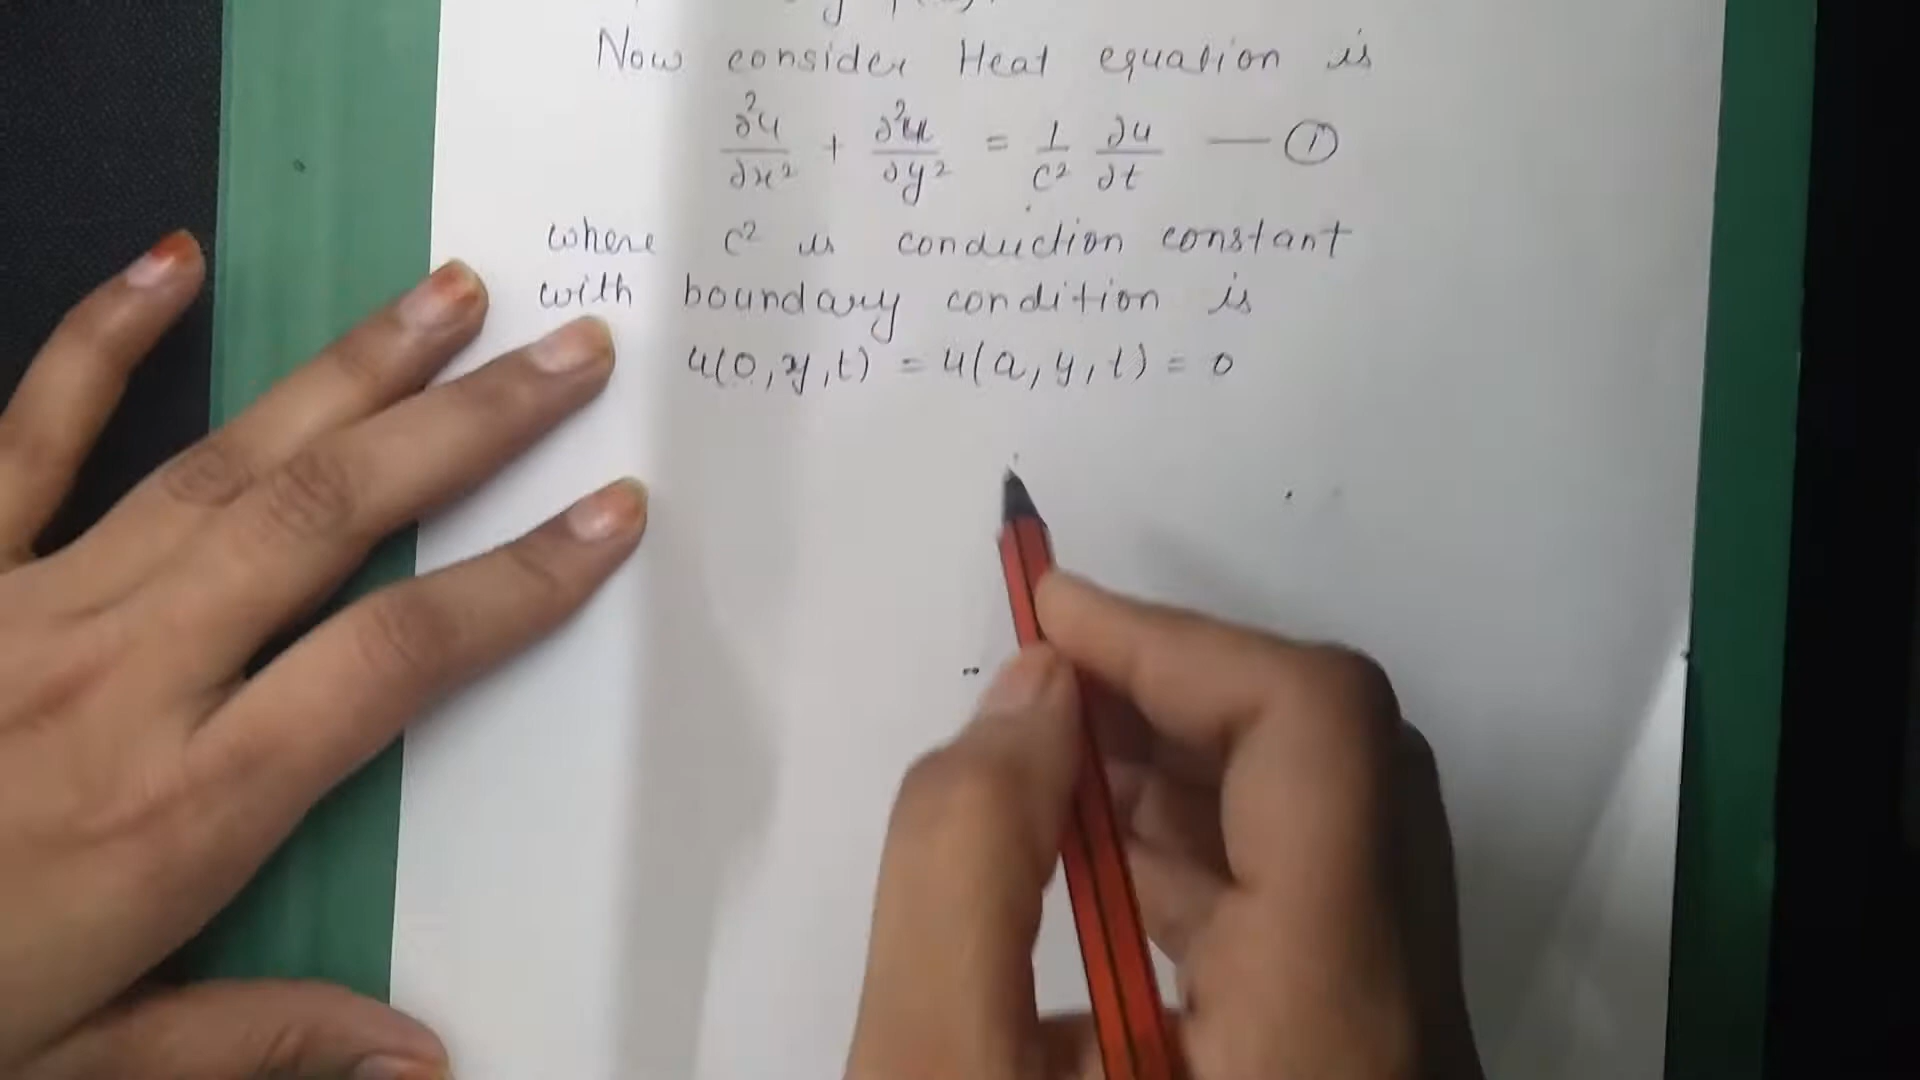 Now consider Heat equation is
∂²u/∂x² + ∂²u/∂y² = 1/c² ∂u/∂t — ①
where c² is conduction constant
with boundary condition is
u(0,y,t) = u(a,y,t) = 0